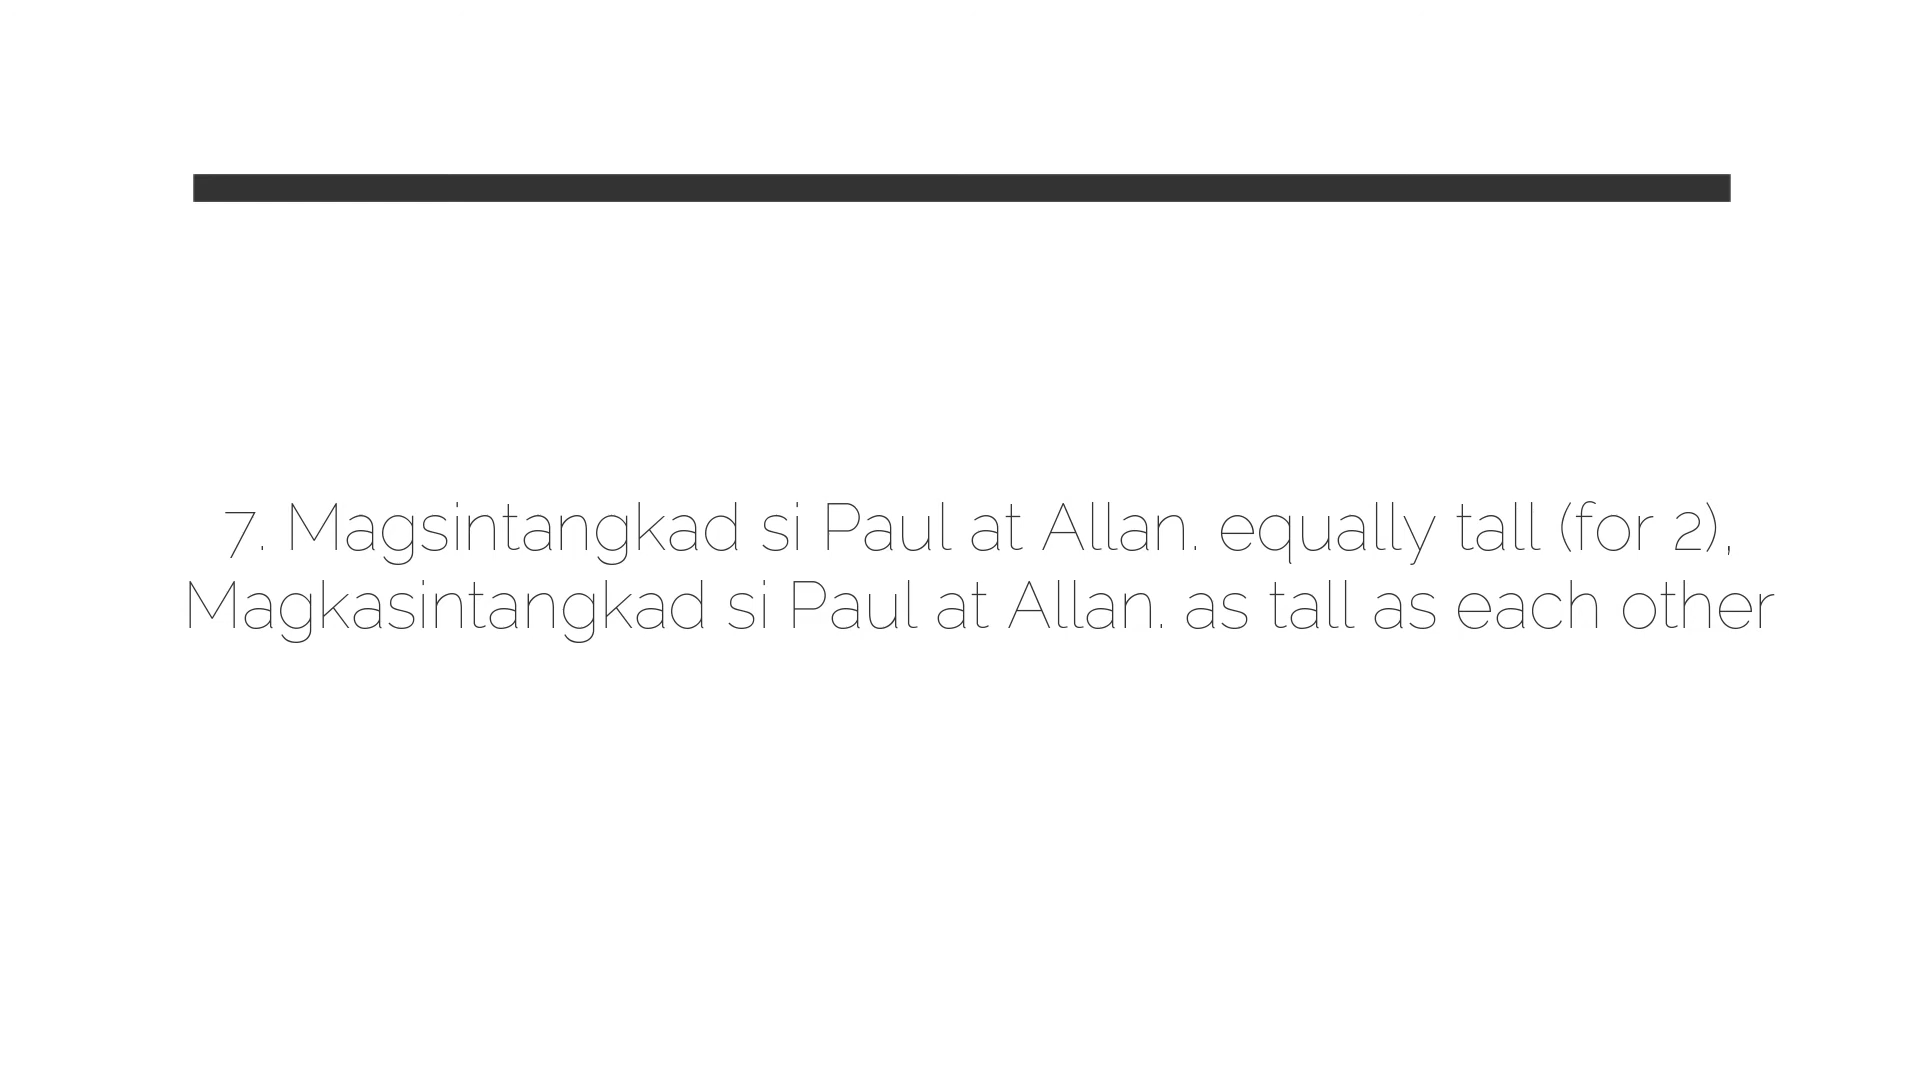 7. Magsintangkad si Paul at Allan. equally tall (for 2),
Magkasintangkad si Paul at Allan. as tall as each other